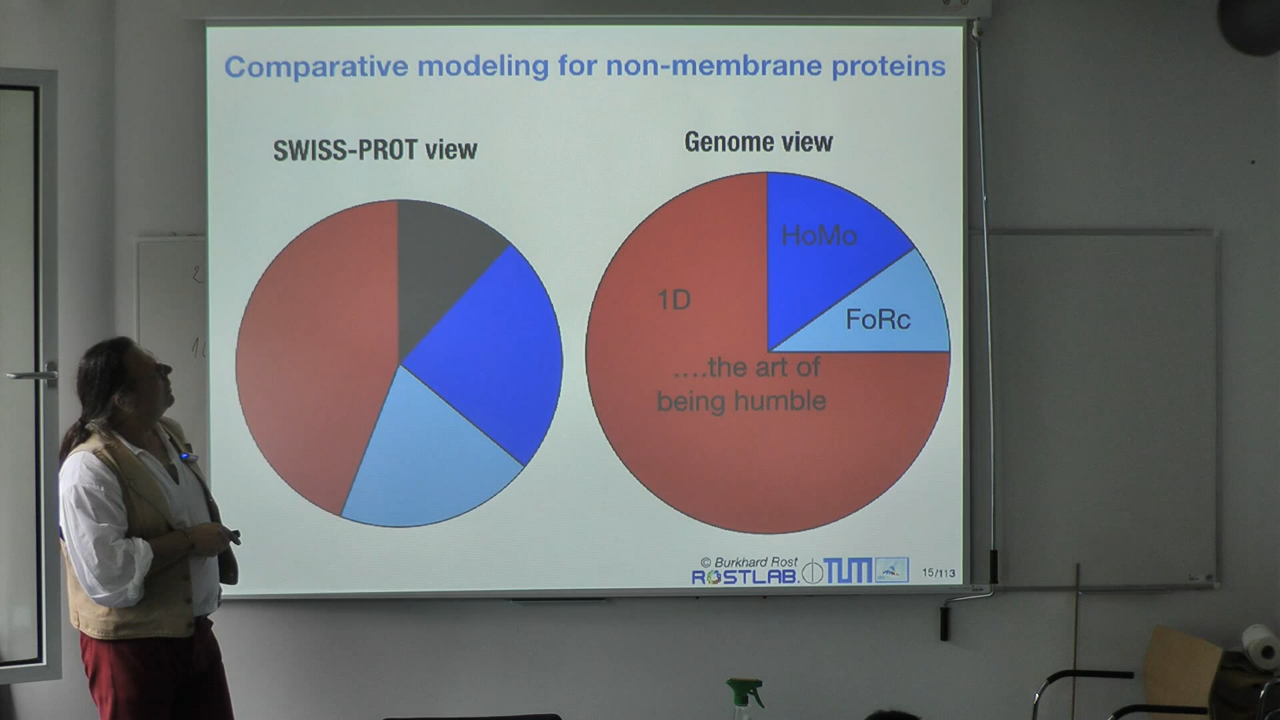 Comparative modeling for non-membrane proteins
SWISS-PROT view
Genome view
HoMo
1D
FoRc
....the art of
being humble
© Burkhard Rost
ROSTLAB.
TUM
15/113